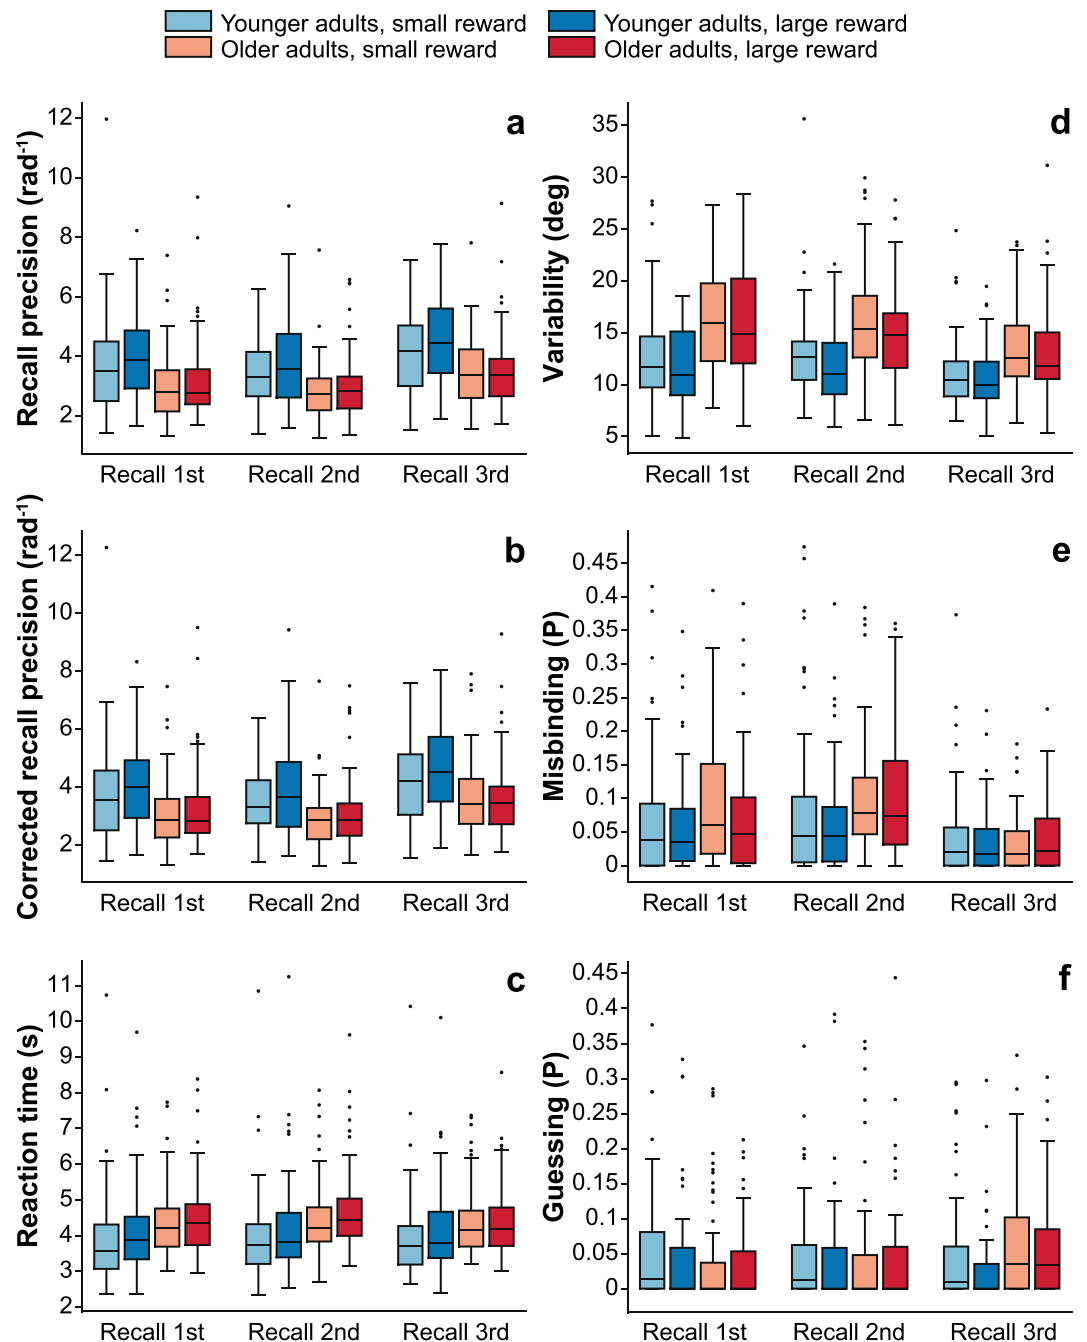 Younger adults, small reward
Younger adults, large reward
Older adults, small reward
Older adults, large reward
a
Recall precision (rad⁻¹)
12
10
8
6
4
2
Recall 1st
Recall 2nd
Recall 3rd
d
Variability (deg)
35
30
25
20
15
10
5
Recall 1st
Recall 2nd
Recall 3rd
b
Corrected recall precision (rad⁻¹)
12
10
8
6
4
2
Recall 1st
Recall 2nd
Recall 3rd
e
Misbinding (P)
0.45
0.4
0.35
0.3
0.25
0.2
0.15
0.1
0.05
0
Recall 1st
Recall 2nd
Recall 3rd
c
Reaction time (s)
11
10
9
8
7
6
5
4
3
2
Recall 1st
Recall 2nd
Recall 3rd
f
Guessing (P)
0.45
0.4
0.35
0.3
0.25
0.2
0.15
0.1
0.05
0
Recall 1st
Recall 2nd
Recall 3rd